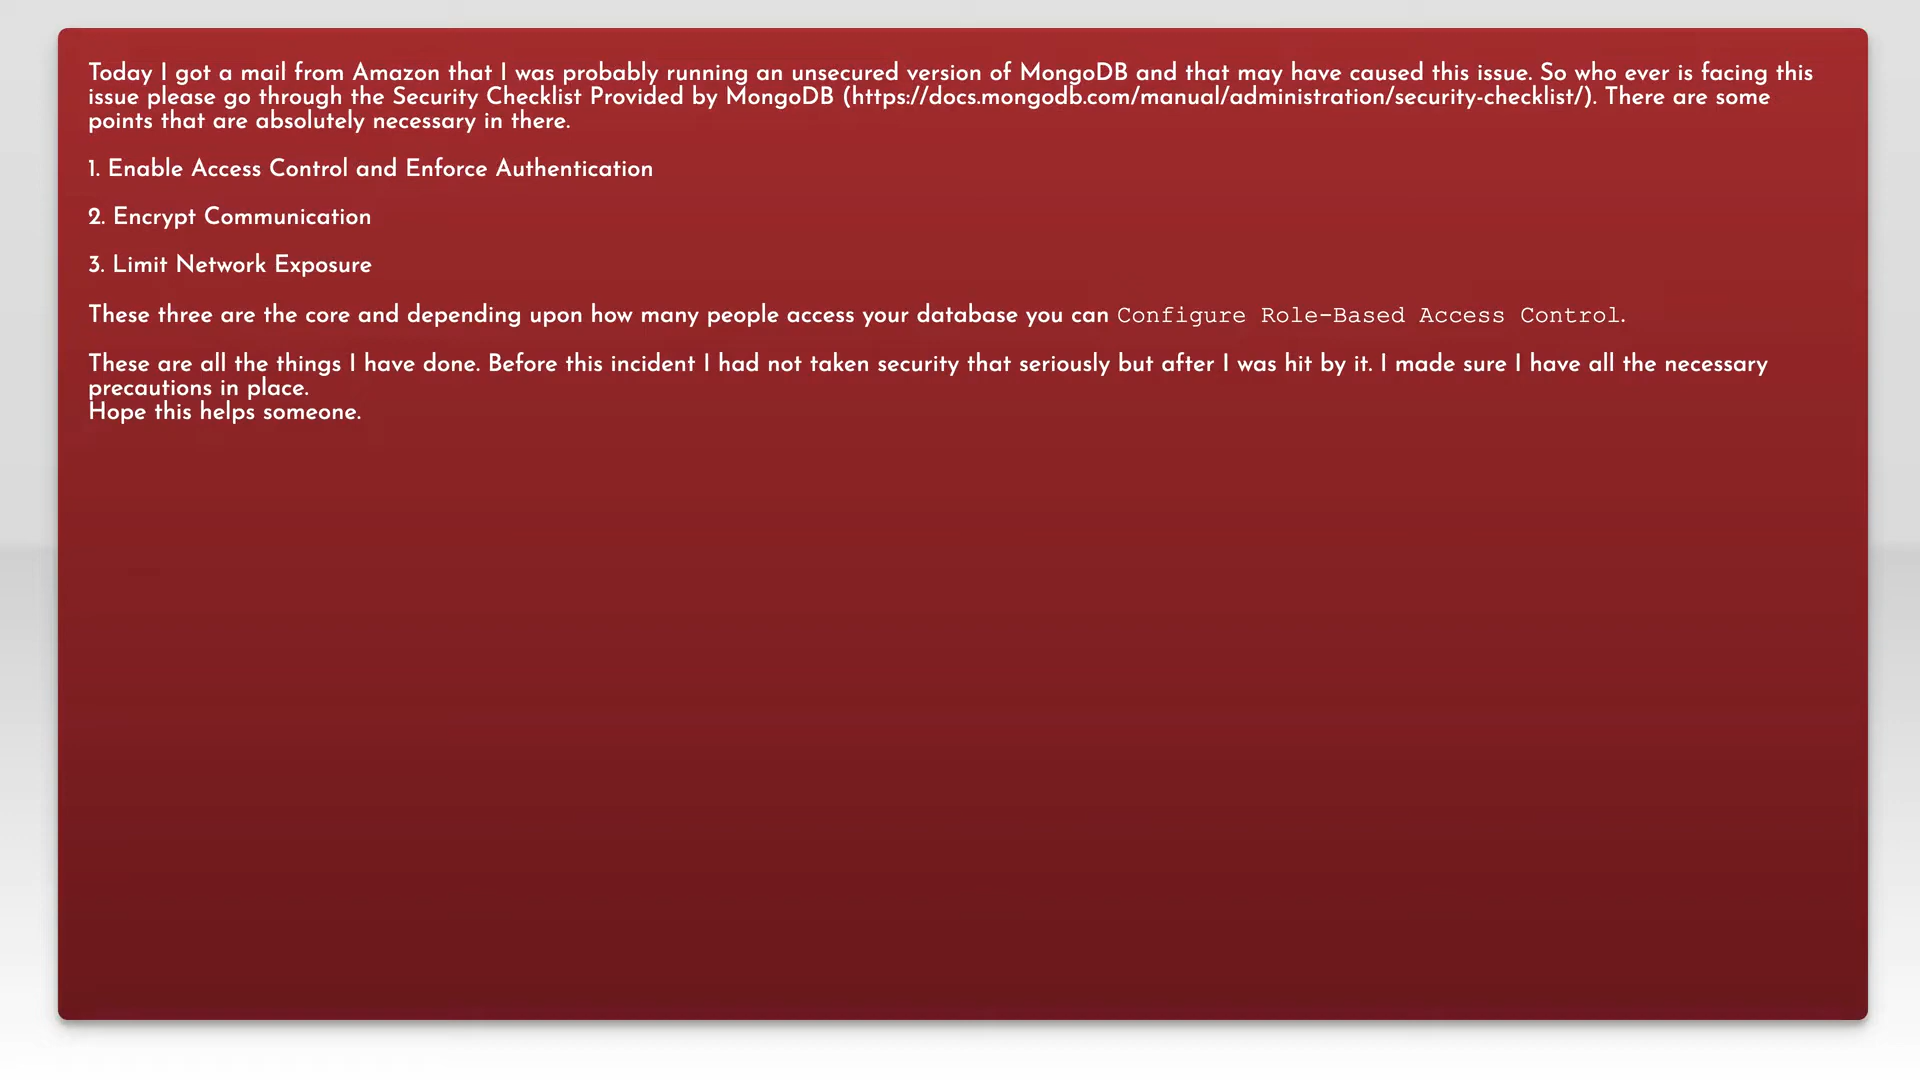 Today I got a mail from Amazon that I was probably running an unsecured version of MongoDB and that may have caused this issue. So who ever is facing this
issue please go through the Security Checklist Provided by MongoDB (https://docs.mongodb.com/manual/administration/security-checklist/). There are some
points that are absolutely necessary in there.
1. Enable Access Control and Enforce Authentication
2. Encrypt Communication
3. Limit Network Exposure
These three are the core and depending upon how many people access your database you can Configure Role-Based Access Control.
These are all the things I have done. Before this incident I had not taken security that seriously but after I was hit by it. I made sure I have all the necessary
precautions in place.
Hope this helps someone.